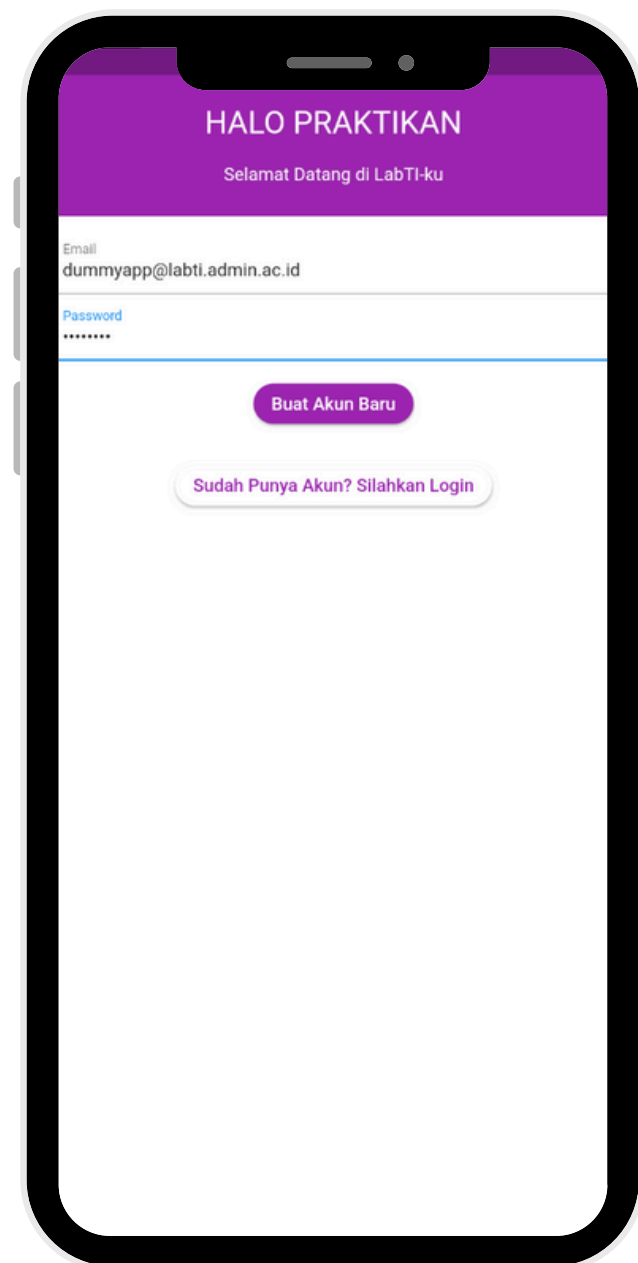 HALO PRAKTIKAN
Selamat Datang di LabTI-ku
Email
dummyapp@labti.admin.ac.id
Password
••••••••
Buat Akun Baru
Sudah Punya Akun? Silahkan Login